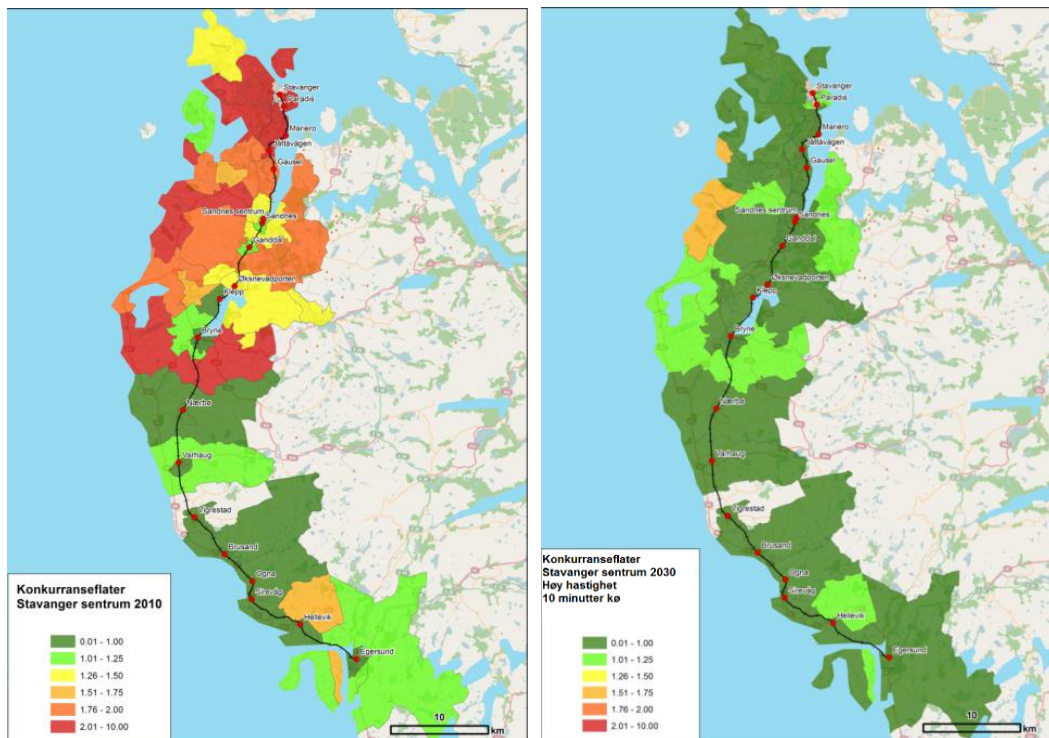 Stavanger
Paradis
Mariero
Jåttåvågen
Gausel
Sandnes sentrum
Sandnes
Ganddal
Øksnevadporten
Klepp
Bryne
Nærbø
Varhaug
Vigrestad
Brusand
Ogna
Sirevåg
Hellevik
Egersund
Konkurranseflater
Stavanger sentrum 2010
0.01 - 1.00
1.01 - 1.25
1.26 - 1.50
1.51 - 1.75
1.76 - 2.00
2.01 - 10.00
10
km
Stavanger
Paradis
Mariero
Jåttåvågen
Gausel
Sandnes sentrum
Sandnes
Ganddal
Øksnevadporten
Klepp
Bryne
Nærbø
Varhaug
Vigrestad
Brusand
Ogna
Sirevåg
Hellevik
Egersund
Konkurranseflater
Stavanger sentrum 2030
Høy hastighet
10 minutter kø
0.01 - 1.00
1.01 - 1.25
1.26 - 1.50
1.51 - 1.75
1.76 - 2.00
2.01 - 10.00
10
km